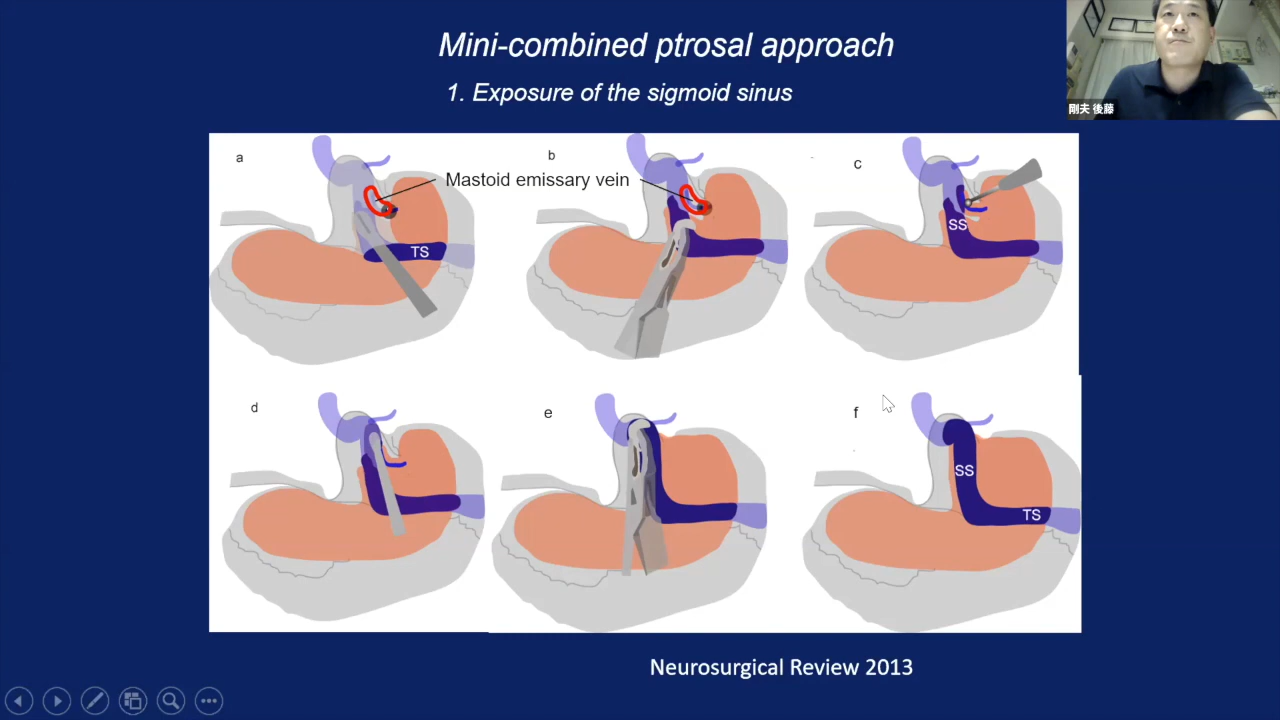 Mini-combined ptrosal approach
1. Exposure of the sigmoid sinus
剛夫 後藤
a
b
c
Mastoid emissary vein
TS
SS
d
e
f
SS
TS
Neurosurgical Review 2013